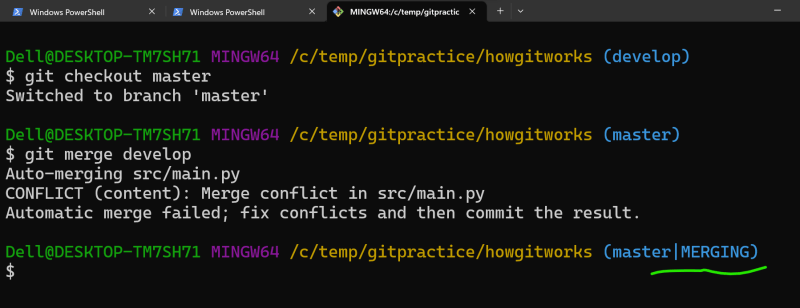 Windows PowerShell
Windows PowerShell
MINGW64:/c/temp/gitpractic
Dell@DESKTOP-TM7SH71 MINGW64 /c/temp/gitpractice/howgitworks (develop)
$ git checkout master
Switched to branch 'master'
Dell@DESKTOP-TM7SH71 MINGW64 /c/temp/gitpractice/howgitworks (master)
$ git merge develop
Auto-merging src/main.py
CONFLICT (content): Merge conflict in src/main.py
Automatic merge failed; fix conflicts and then commit the result.
Dell@DESKTOP-TM7SH71 MINGW64 /c/temp/gitpractice/howgitworks (master|MERGING)
$